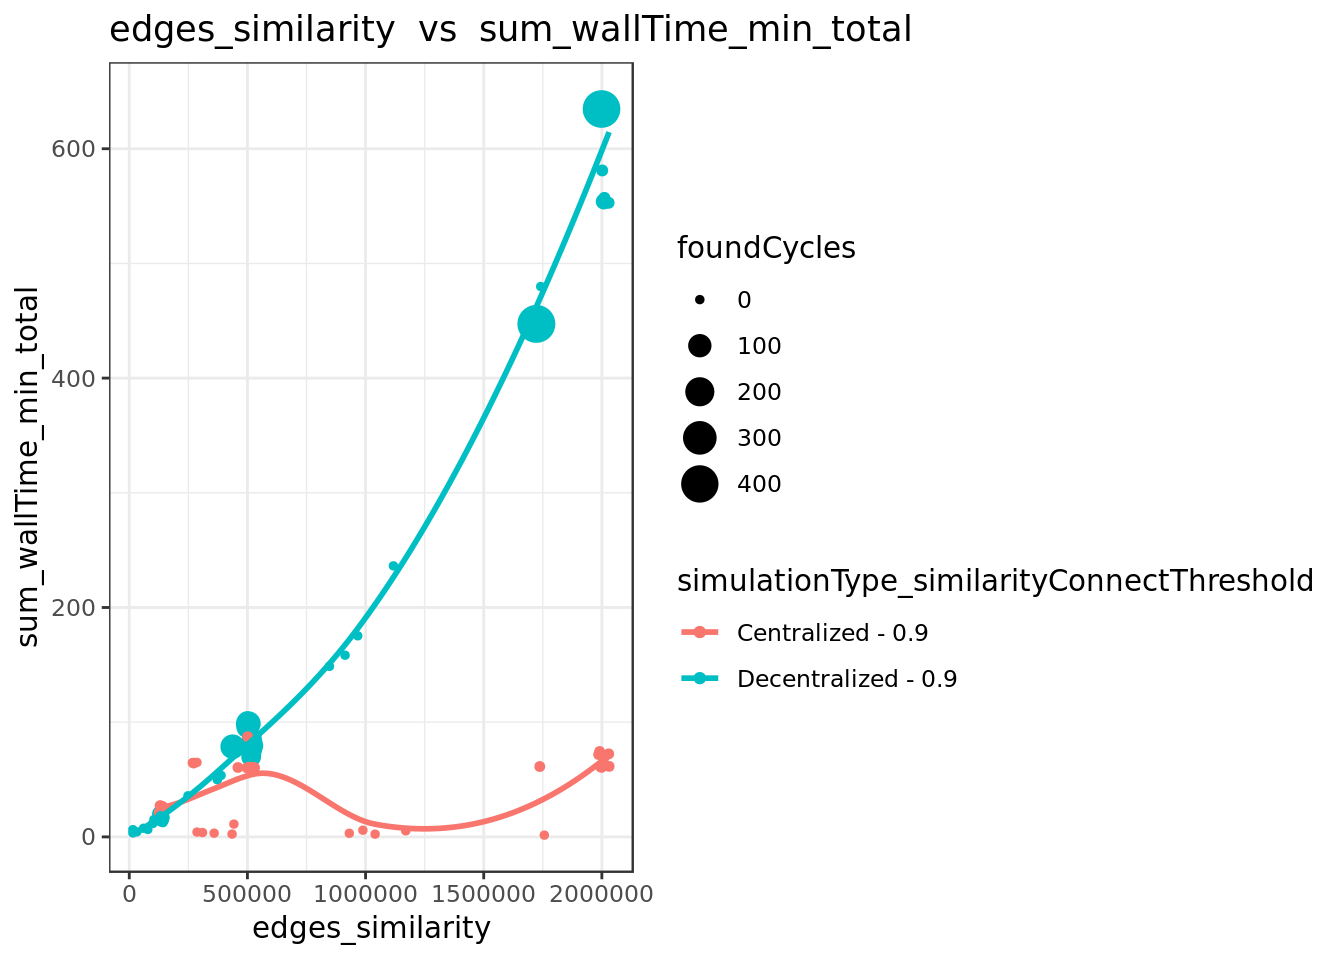 edges_similarity  vs  sum_wallTime_min_total
sum_wallTime_min_total
600
400
200
0
0
500000
1000000
1500000
2000000
edges_similarity
foundCycles
0
100
200
300
400
simulationType_similarityConnectThreshold
Centralized - 0.9
Decentralized - 0.9